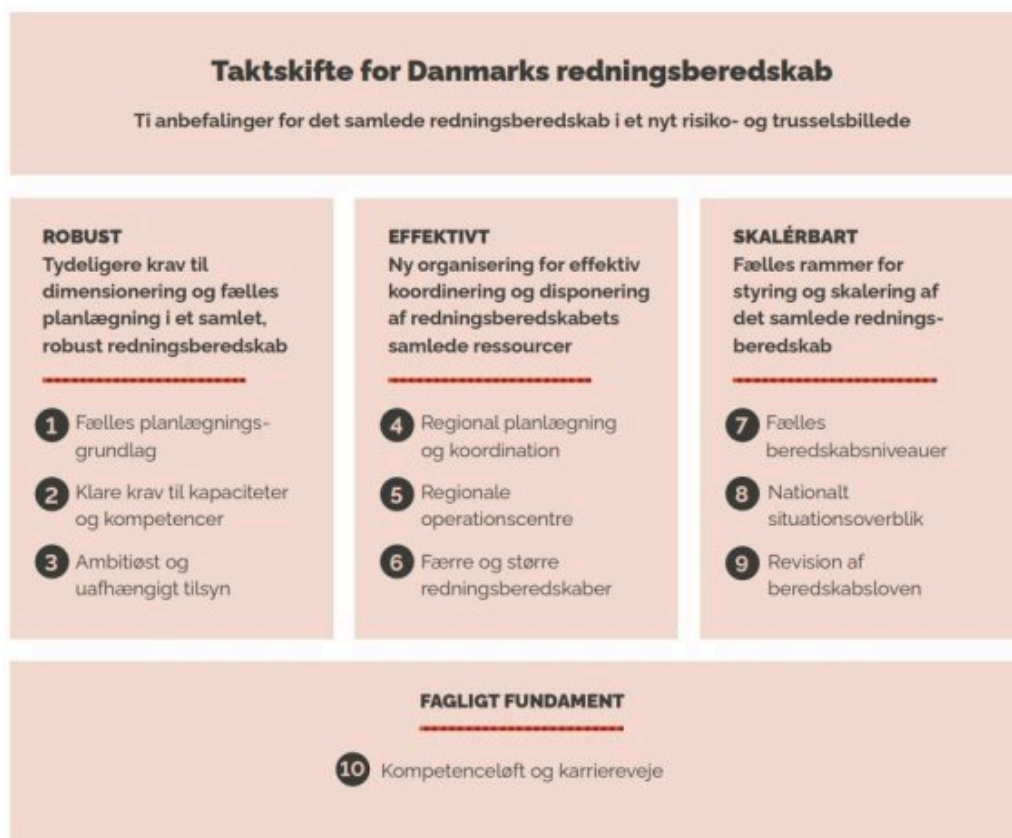 Taktskifte for Danmarks redningsberedskab
Ti anbefalinger for det samlede redningsberedskab i et nyt risiko- og trusselsbillede
ROBUST
Tydeligere krav til
dimensionering og fælles
planlægning i et samlet,
robust redningsberedskab
1 Fælles planlægnings-
grundlag
2 Klare krav til kapaciteter
og kompetencer
3 Ambitiøst og
uafhængigt tilsyn
EFFEKTIVT
Ny organisering for effektiv
koordinering og disponering
af redningsberedskabets
samlede ressourcer
4 Regional planlægning
og koordination
5 Regionale
operationscentre
6 Færre og større
redningsberedskaber
SKALÉRBART
Fælles rammer for
styring og skalering af
det samlede rednings-
beredskab
7 Fælles
beredskabsniveauer
8 Nationalt
situationsoverblik
9 Revision af
beredskabsloven
FAGLIGT FUNDAMENT
10 Kompetenceløft og karriereveje